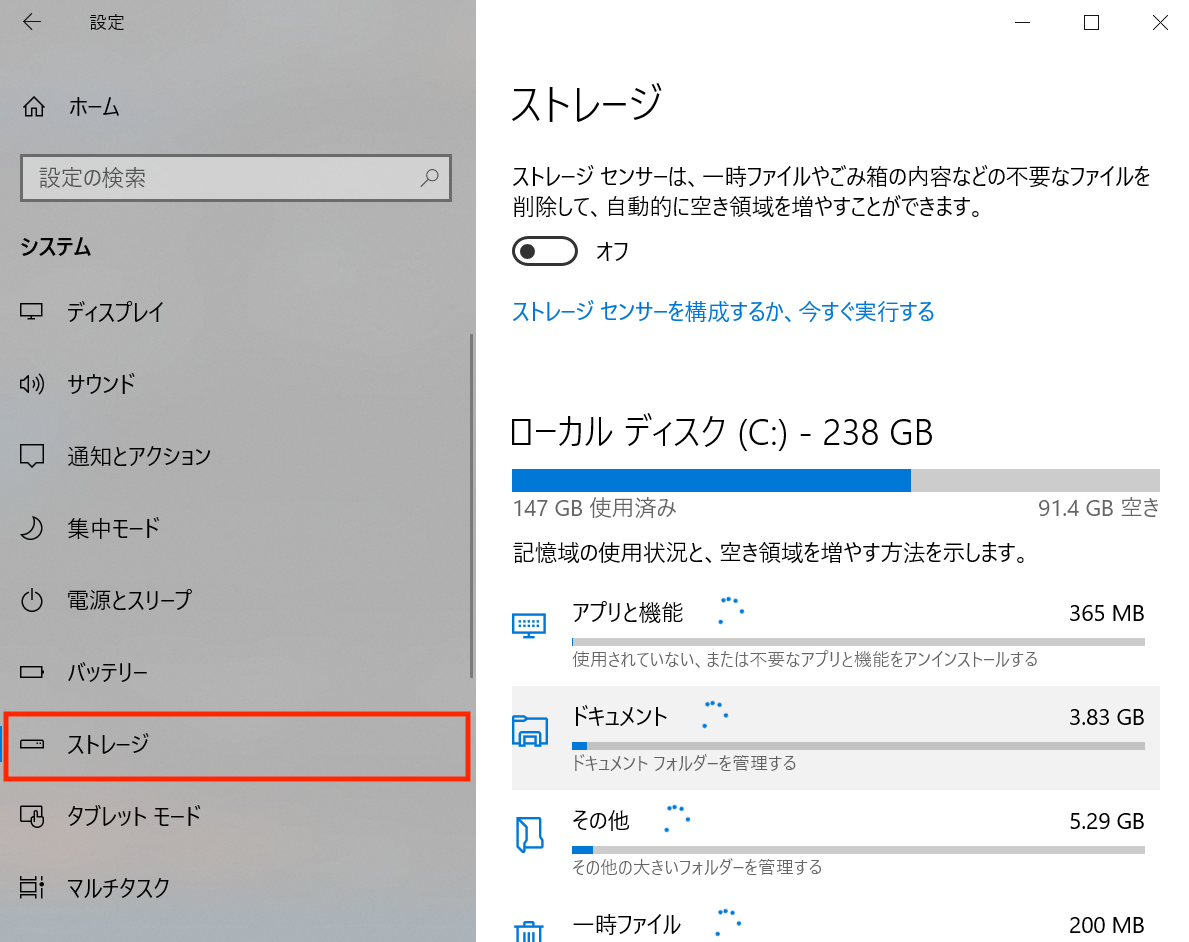 設定
ホーム
設定の検索
システム
ディスプレイ
サウンド
通知とアクション
集中モード
電源とスリープ
バッテリー
ストレージ
タブレット モード
マルチタスク
ストレージ
ストレージ センサーは、一時ファイルやごみ箱の内容などの不要なファイルを
削除して、自動的に空き領域を増やすことができます。
オフ
ストレージ センサーを構成するか、今すぐ実行する
ローカル ディスク (C:) - 238 GB
147 GB 使用済み 91.4 GB 空き
記憶域の使用状況と、空き領域を増やす方法を示します。
アプリと機能 365 MB
使用されていない、または不要なアプリと機能をアンインストールする
ドキュメント 3.83 GB
ドキュメント フォルダーを管理する
その他 5.29 GB
その他の大きいフォルダーを管理する
一時ファイル 200 MB